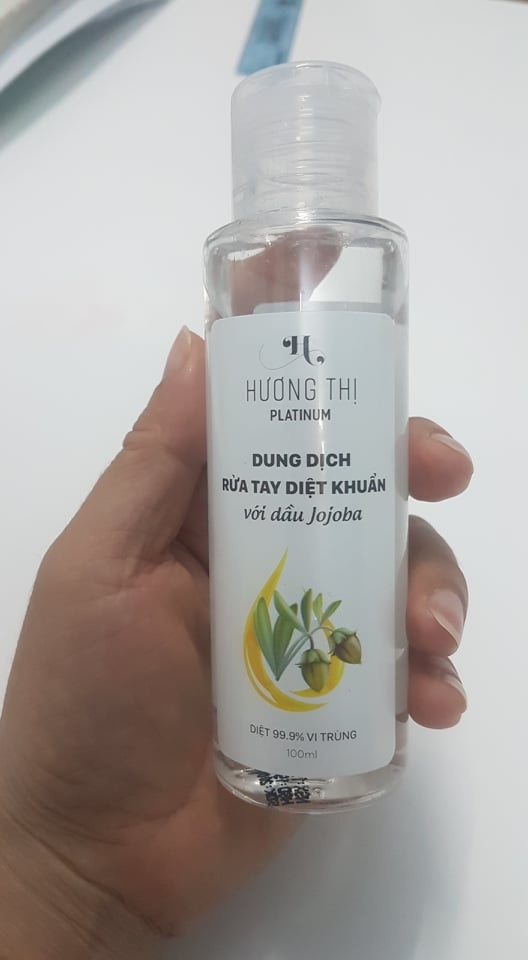 HƯƠNG THỊ
PLATINUM
DUNG DỊCH
RỬA TAY DIỆT KHUẨN
với dầu Jojoba
DIỆT 99.9% VI TRÙNG
100ml